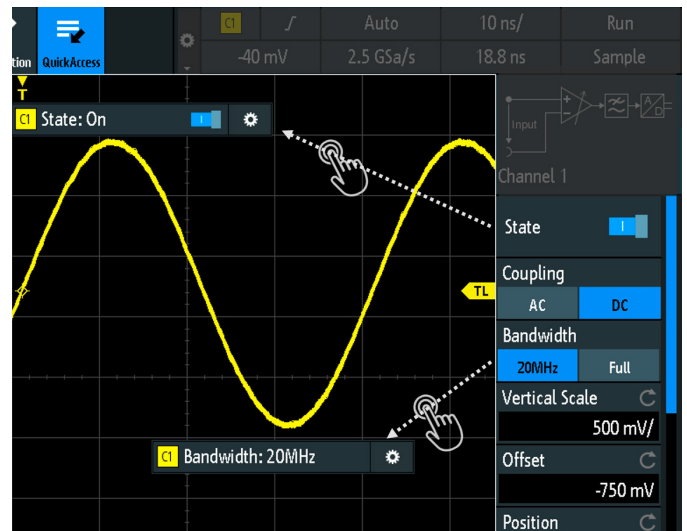 C1 Auto 10 ns/ Run
tion QuickAccess
-40 mV 2.5 GSa/s 18.8 ns Sample
T
C1 State: On
Input
A/D
Channel 1
State
Coupling
TL
AC DC
Bandwidth
20MHz Full
Vertical Scale
500 mV/
C1 Bandwidth: 20MHz
Offset
-750 mV
Position